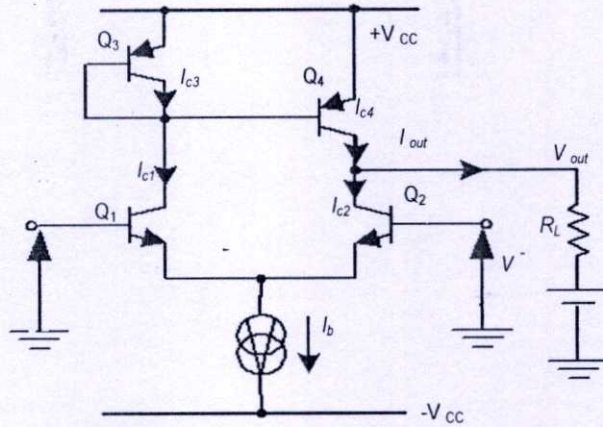 Q3
+VCC
Ic3
Q4
Ic4
Iout
Vout
Ic1
Q1
Ic2
Q2
RL
V-
Ib
-VCC